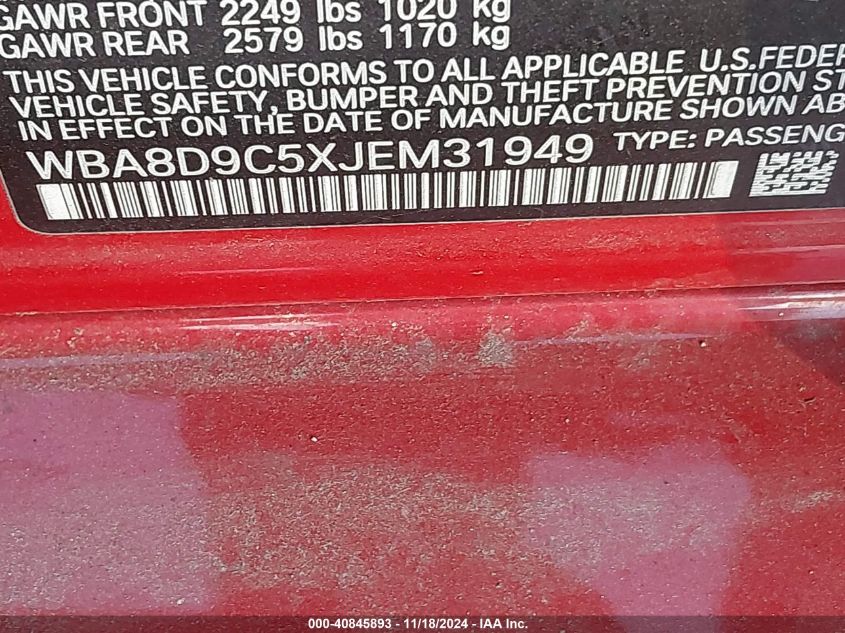 GAWR FRONT 2249 lbs 1020 kg
GAWR REAR 2579 lbs 1170 kg
THIS VEHICLE CONFORMS TO ALL APPLICABLE U.S.FEDER
VEHICLE SAFETY, BUMPER AND THEFT PREVENTION ST
IN EFFECT ON THE DATE OF MANUFACTURE SHOWN AB
WBA8D9C5XJEM31949 TYPE: PASSENG
000-40845893 - 11/18/2024 - IAA Inc.